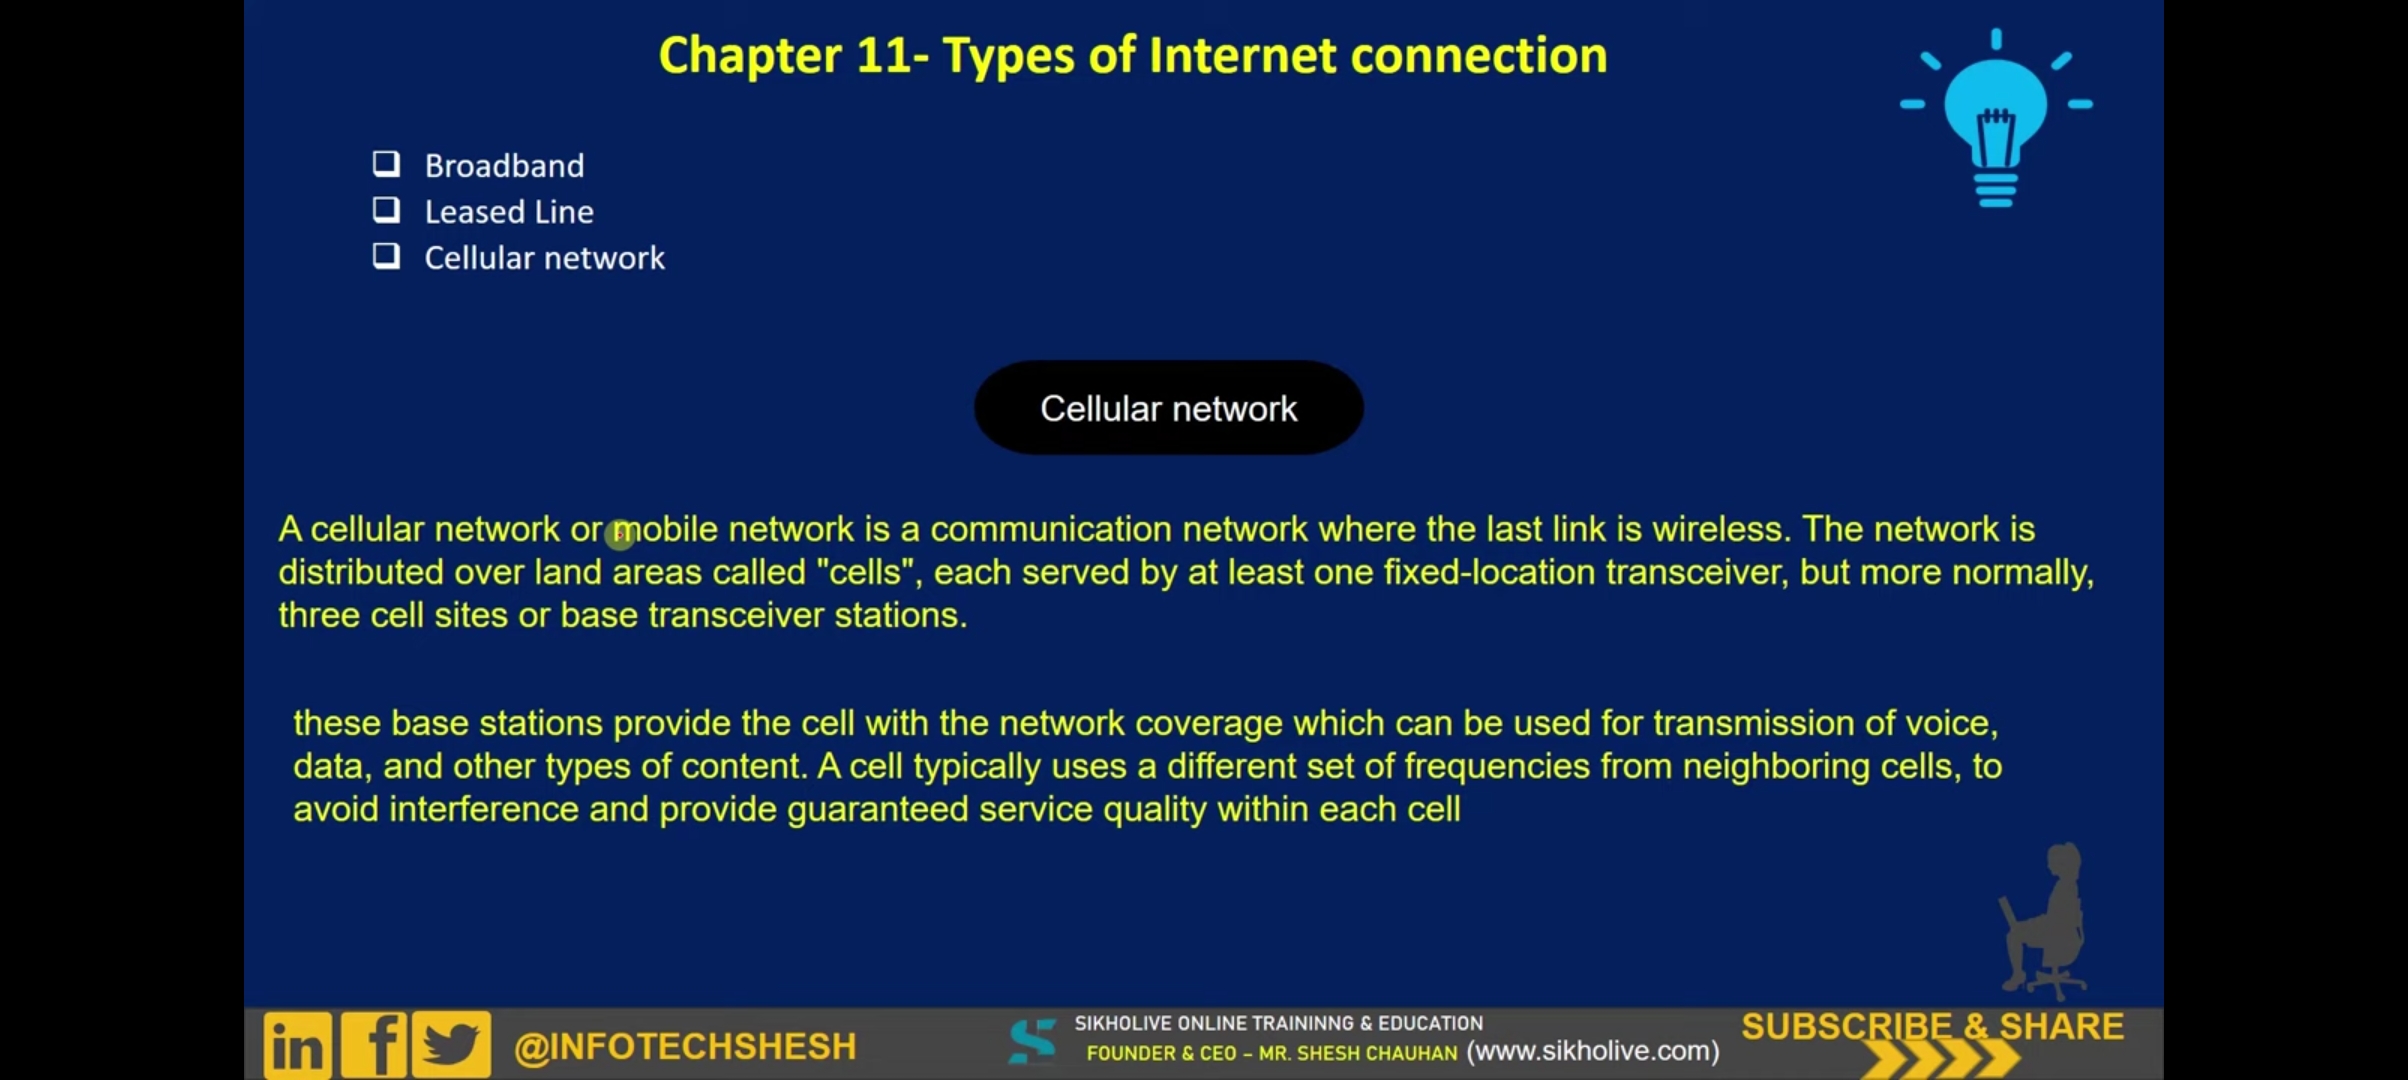 Chapter 11- Types of Internet connection
Broadband
Leased Line
Cellular network
Cellular network
A cellular network or mobile network is a communication network where the last link is wireless. The network is
distributed over land areas called "cells", each served by at least one fixed-location transceiver, but more normally,
three cell sites or base transceiver stations.
these base stations provide the cell with the network coverage which can be used for transmission of voice,
data, and other types of content. A cell typically uses a different set of frequencies from neighboring cells, to
avoid interference and provide guaranteed service quality within each cell
in f @INFOTECHSHESH
SIKHOLIVE ONLINE TRAININNG & EDUCATION
FOUNDER & CEO – MR. SHESH CHAUHAN (www.sikholive.com)
SUBSCRIBE & SHARE